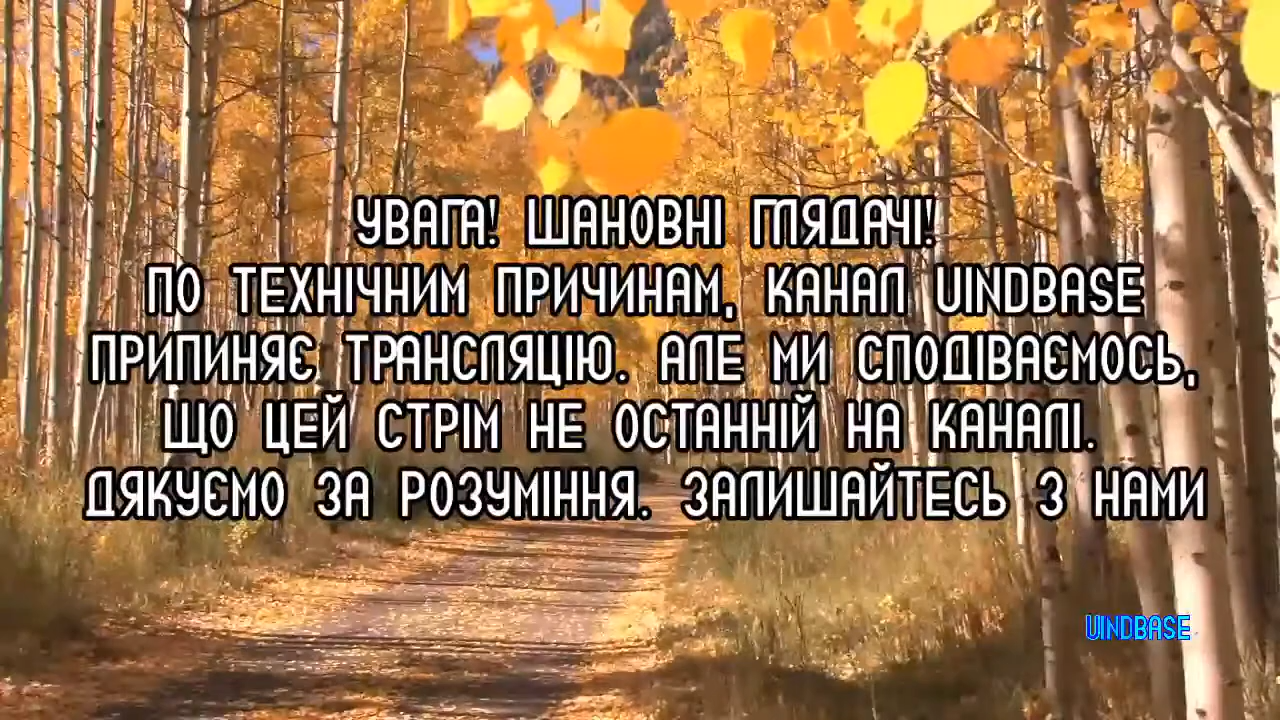 УВАГА! ШАНОВНІ ГЛЯДАЧІ!
ПО ТЕХНІЧНИМ ПРИЧИНАМ, КАНАЛ UINDBASE
ПРИПИНЯЄ ТРАНСЛЯЦІЮ. АЛЕ МИ СПОДІВАЄМОСЬ,
ЩО ЦЕЙ СТРІМ НЕ ОСТАННІЙ НА КАНАЛІ.
ДЯКУЄМО ЗА РОЗУМІННЯ. ЗАЛИШАЙТЕСЬ З НАМИ
UINDBASE